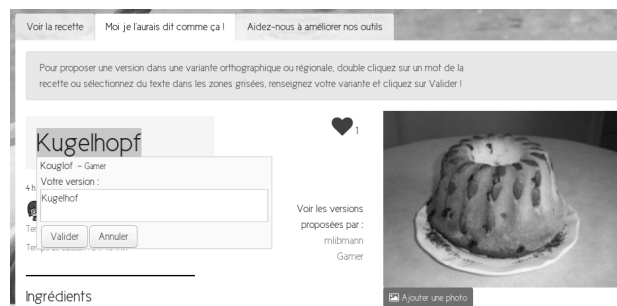 Voir la recette
Moi je l'aurais dit comme ça !
Aidez-nous à améliorer nos outils
Pour proposer une version dans une variante orthographique ou régionale, double cliquez sur un mot de la
recette ou sélectionnez du texte dans les zones grisées, renseignez votre variante et cliquez sur Valider !
Kugelhopf
1
Kouglof - Gamer
Votre version :
Kugelhof
4 h
Valider
Annuler
Voir les versions
proposées par :
mlibmann
Gamer
Ingrédients
Ajouter une photo